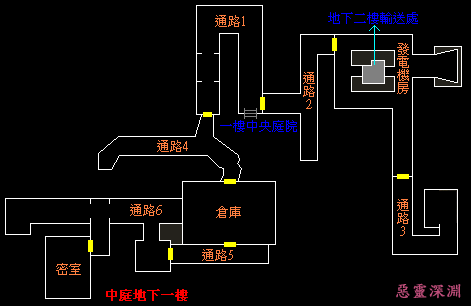 通路1
地下二樓輸送處
發電機房
通路2
一樓中央庭院
通路4
通路6
倉庫
通路3
通路5
密室
中庭地下一樓
惡靈深淵